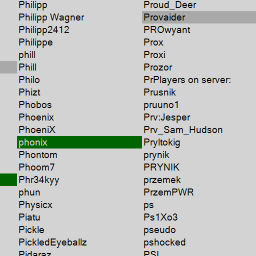 Philipp
Philipp Wagner
Philipp2412
Philippe
phill
Phill
Philo
Phizt
Phobos
Phoenix
PhoeniX
phonix
Phontom
Phoom7
Phr34kyy
phun
Physicx
Piatu
Pickle
PickledEyeballz
Pidaraz
Proud_Deer
Provaider
PROwyant
Prox
Proxi
Prozor
PrPlayers on server:
Prusnik
pruuno1
Prv:Jesper
Prv_Sam_Hudson
Pryltokig
prynik
PRYNIK
przemek
PrzemPWR
ps
Ps1Xo3
pseudo
pshocked
PSI